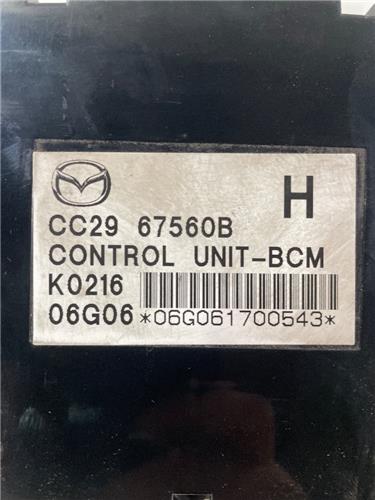 H
CC29 67560B
CONTROL UNIT-BCM
K0216
06G06 *06G061700543*